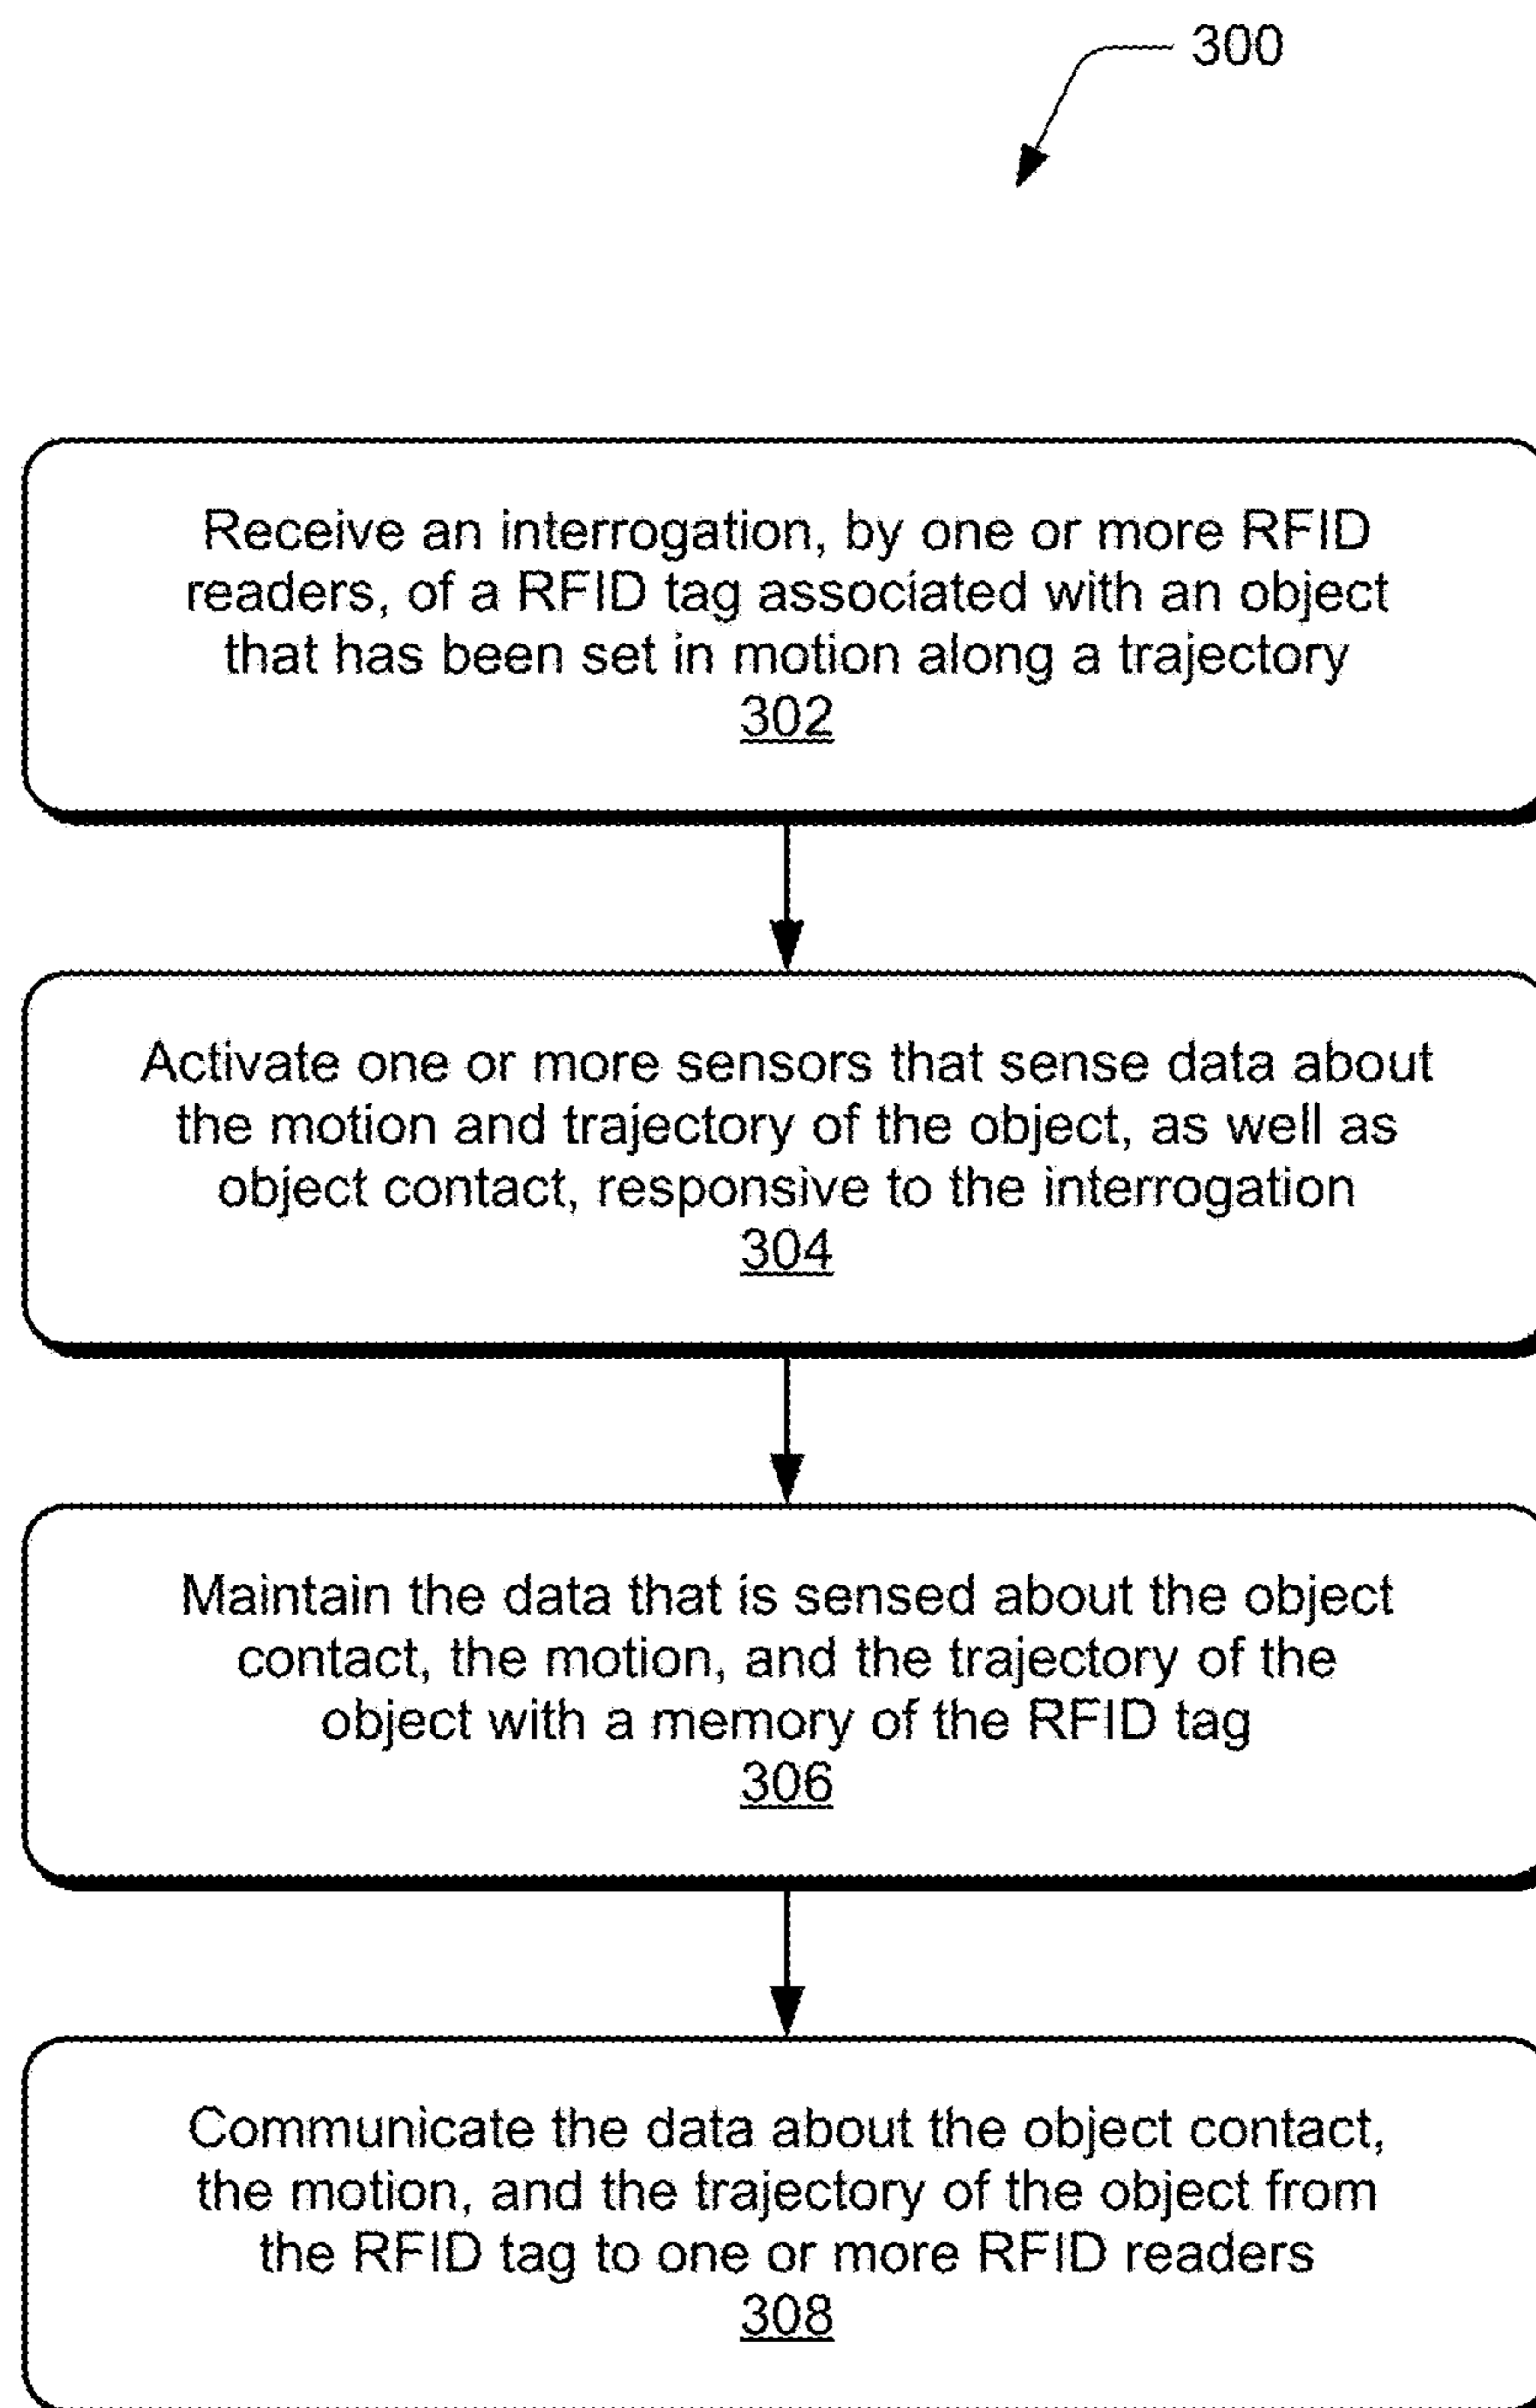 300
Receive an interrogation, by one or more RFID
readers, of a RFID tag associated with an object
that has been set in motion along a trajectory
302
Activate one or more sensors that sense data about
the motion and trajectory of the object, as well as
object contact, responsive to the interrogation
304
Maintain the data that is sensed about the object
contact, the motion, and the trajectory of the
object with a memory of the RFID tag
306
Communicate the data about the object contact,
the motion, and the trajectory of the object from
the RFID tag to one or more RFID readers
308